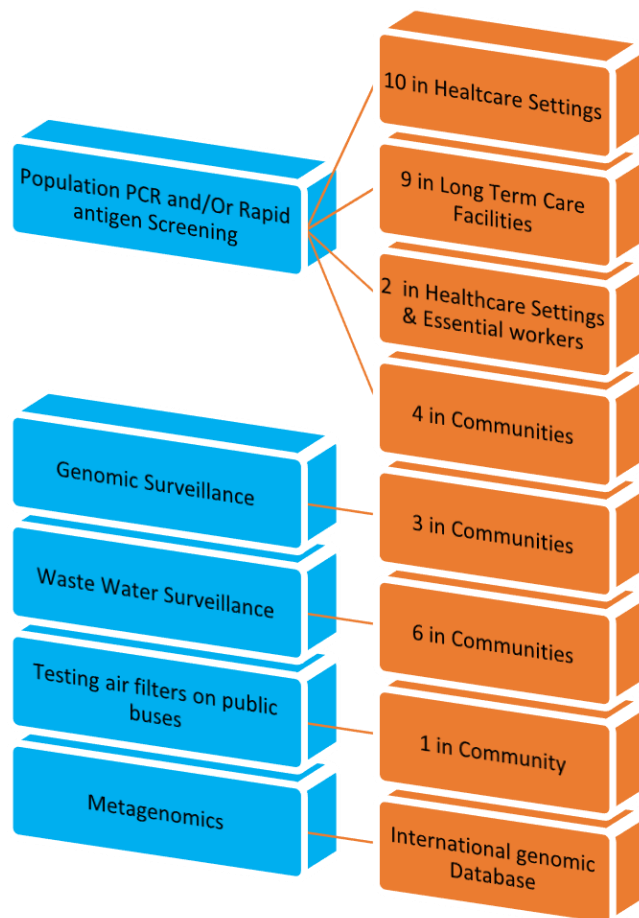 Population PCR and/Or Rapid
antigen Screening
10 in Healtcare Settings
9 in Long Term Care
Facilities
2 in Healthcare Settings
& Essential workers
4 in Communities
Genomic Surveillance
3 in Communities
Waste Water Surveillance
6 in Communities
Testing air filters on public
buses
1 in Community
Metagenomics
International genomic
Database